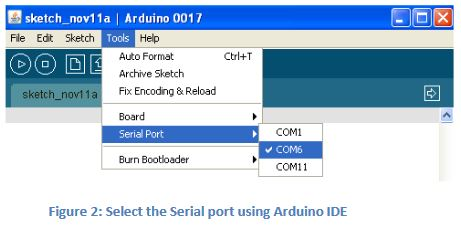 sketch_nov11a | Arduino 0017
File Edit Sketch Tools Help
Auto Format Ctrl+T
Archive Sketch
Fix Encoding & Reload
sketch_nov11a
Board
Serial Port
COM1
COM6
Burn Bootloader
COM11
Figure 2: Select the Serial port using Arduino IDE